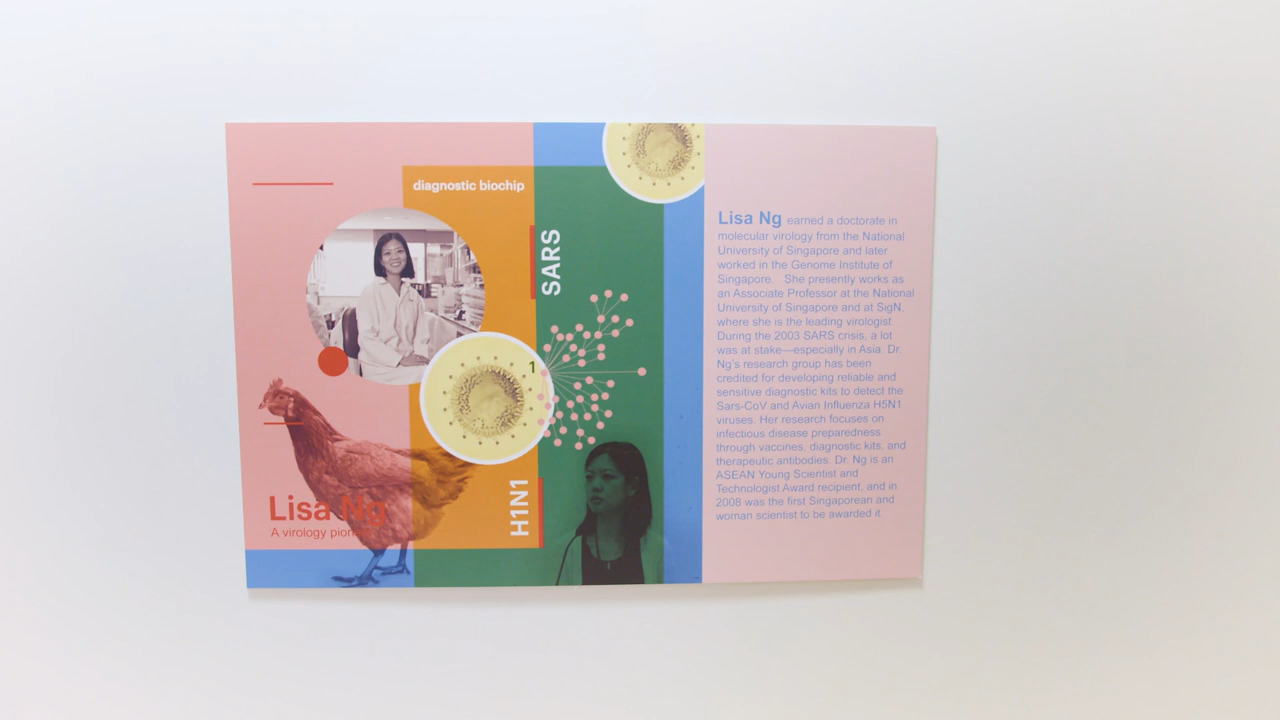 diagnostic biochip
SARS
1
H1N1
Lisa Ng
A virology pion
Lisa Ng earned a doctorate in
molecular virology from the National
University of Singapore and later
worked in the Genome Institute of
Singapore. She presently works as
an Associate Professor at the National
University of Singapore and at SigN,
where she is the leading virologist.
During the 2003 SARS crisis, a lot
was at stake—especially in Asia. Dr.
Ng's research group has been
credited for developing reliable and
sensitive diagnostic kits to detect the
Sars-CoV and Avian Influenza H5N1
viruses. Her research focuses on
infectious disease preparedness
through vaccines, diagnostic kits, and
therapeutic antibodies. Dr. Ng is an
ASEAN Young Scientist and
Technologist Award recipient, and in
2008 was the first Singaporean and
woman scientist to be awarded it.